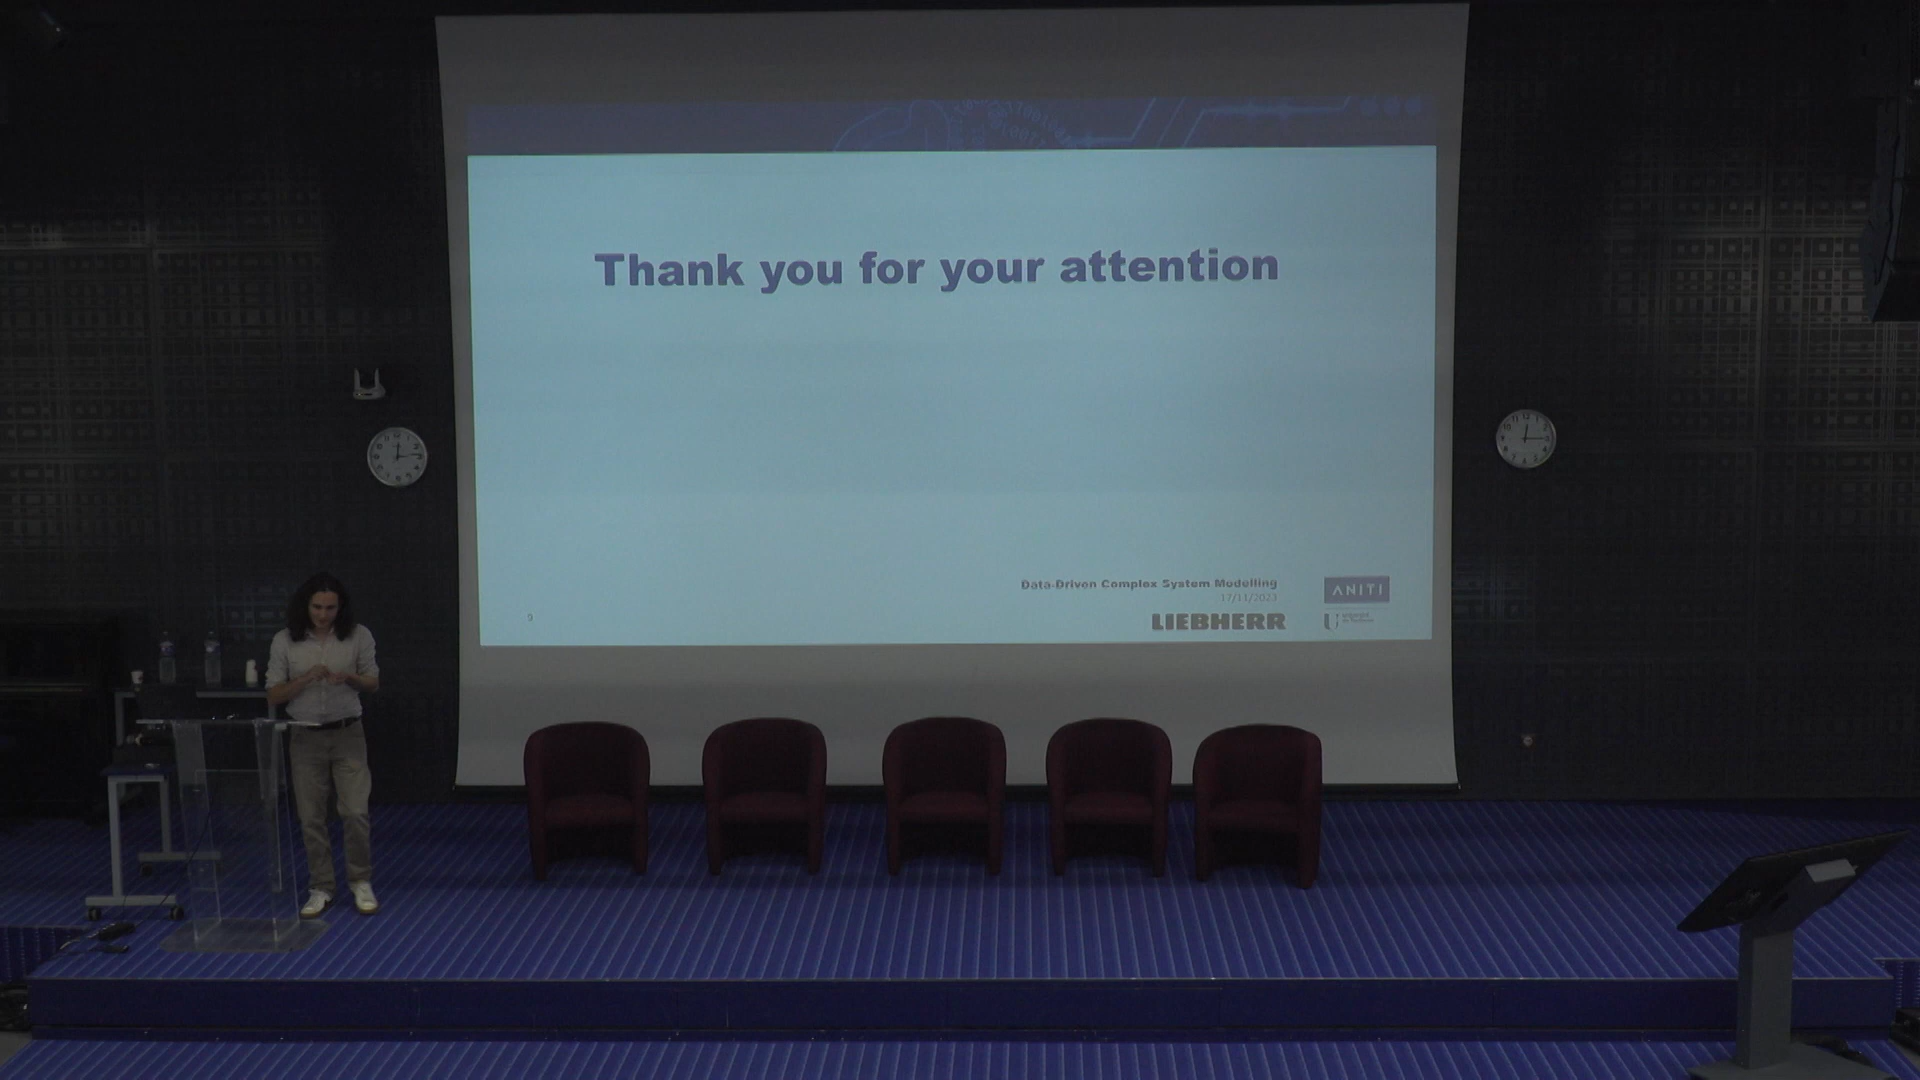 Thank you for your attention
Data-Driven Complex System Modelling
17/11/2023
9
LIEBHERR
ANITI